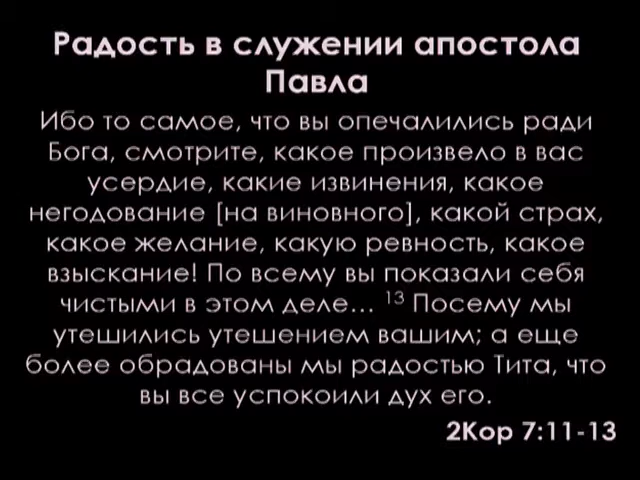 Радость в служении апостола
Павла
Ибо то самое, что вы опечалились ради
Бога, смотрите, какое произвело в вас
усердие, какие извинения, какое
негодование [на виновного], какой страх,
какое желание, какую ревность, какое
взыскание! По всему вы показали себя
чистыми в этом деле... ¹³ Посему мы
утешились утешением вашим; а еще
более обрадованы мы радостью Тита, что
вы все успокоили дух его.
2Кор 7:11-13